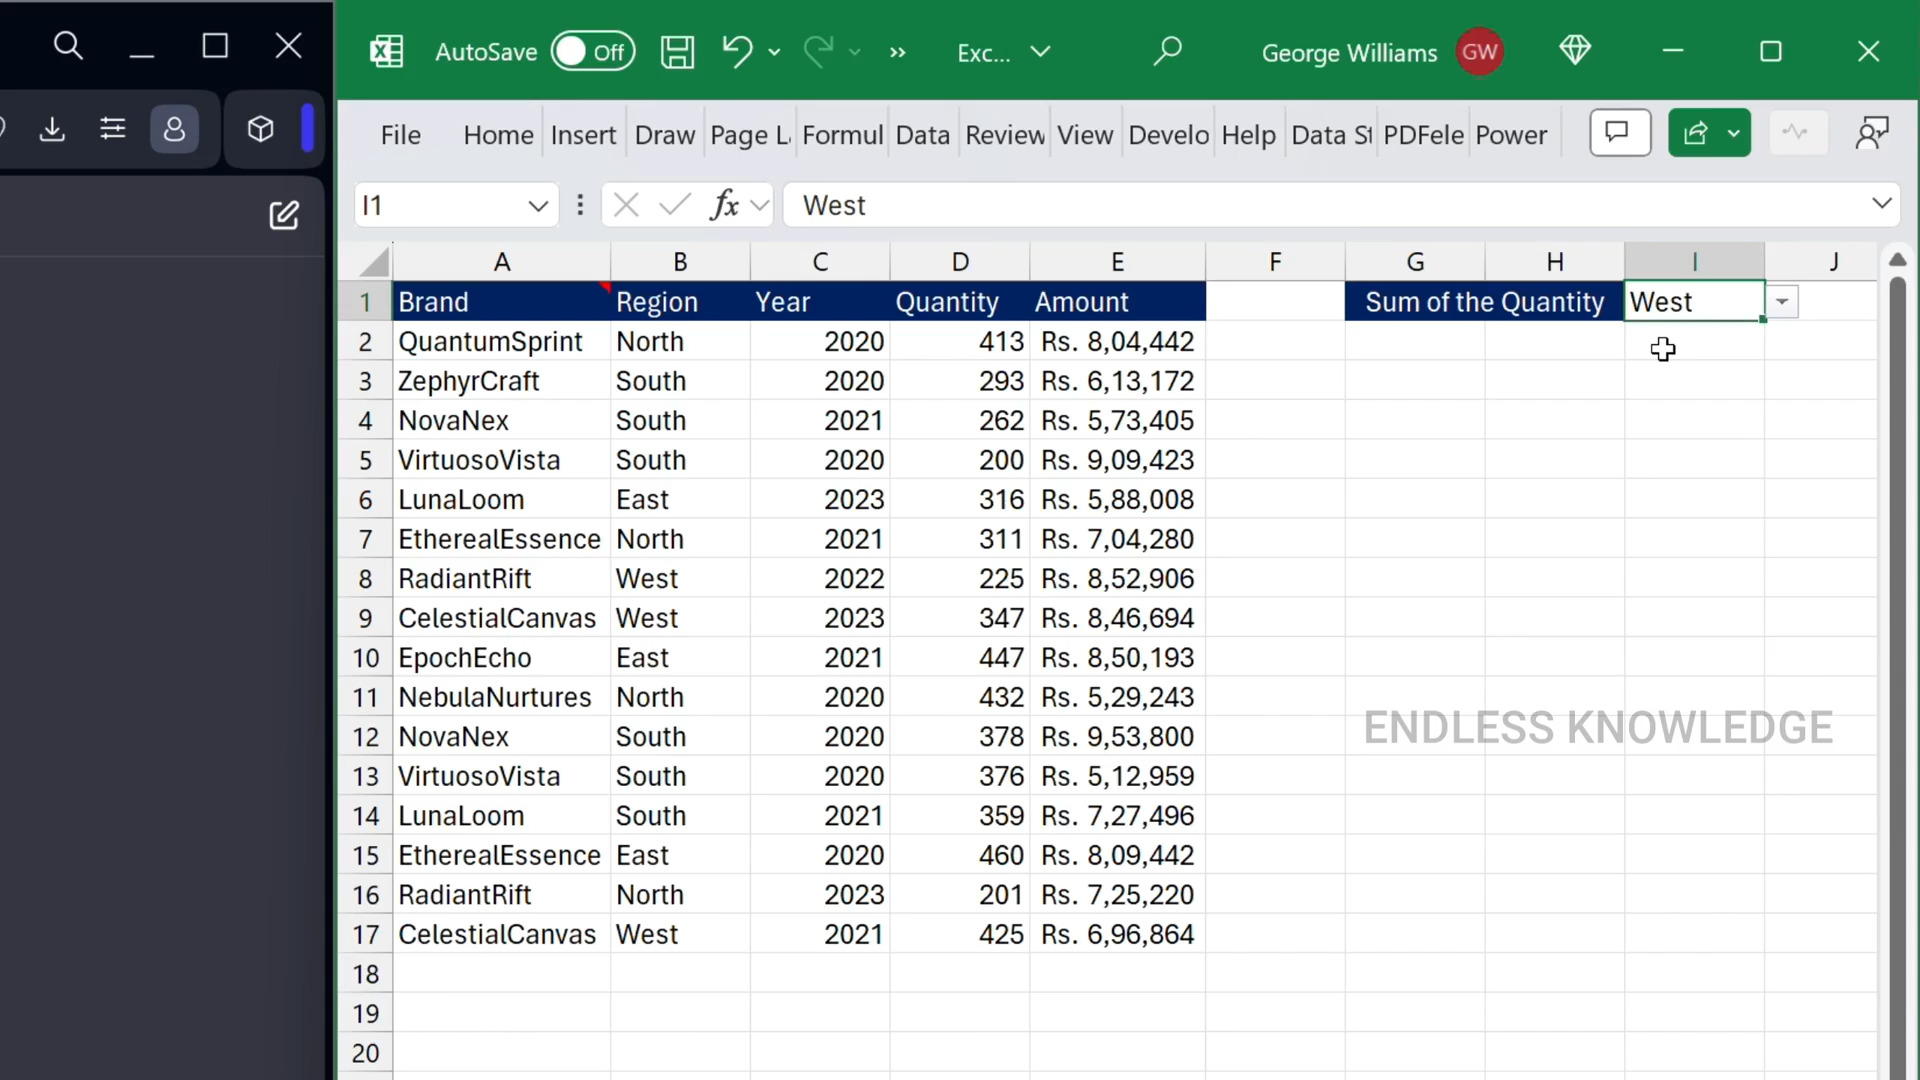 AutoSave Off Exc... George Williams GW
File Home Insert Draw Page L Formul Data Review View Develo Help Data St PDFele Power
I1 fx West
A B C D E F G H I J
1 Brand Region Year Quantity Amount Sum of the Quantity West
2 QuantumSprint North 2020 413 Rs. 8,04,442
3 ZephyrCraft South 2020 293 Rs. 6,13,172
4 NovaNex South 2021 262 Rs. 5,73,405
5 VirtuosoVista South 2020 200 Rs. 9,09,423
6 LunaLoom East 2023 316 Rs. 5,88,008
7 EtherealEssence North 2021 311 Rs. 7,04,280
8 RadiantRift West 2022 225 Rs. 8,52,906
9 CelestialCanvas West 2023 347 Rs. 8,46,694
10 EpochEcho East 2021 447 Rs. 8,50,193
11 NebulaNurtures North 2020 432 Rs. 5,29,243
ENDLESS KNOWLEDGE
12 NovaNex South 2020 378 Rs. 9,53,800
13 VirtuosoVista South 2020 376 Rs. 5,12,959
14 LunaLoom South 2021 359 Rs. 7,27,496
15 EtherealEssence East 2020 460 Rs. 8,09,442
16 RadiantRift North 2023 201 Rs. 7,25,220
17 CelestialCanvas West 2021 425 Rs. 6,96,864
18
19
20